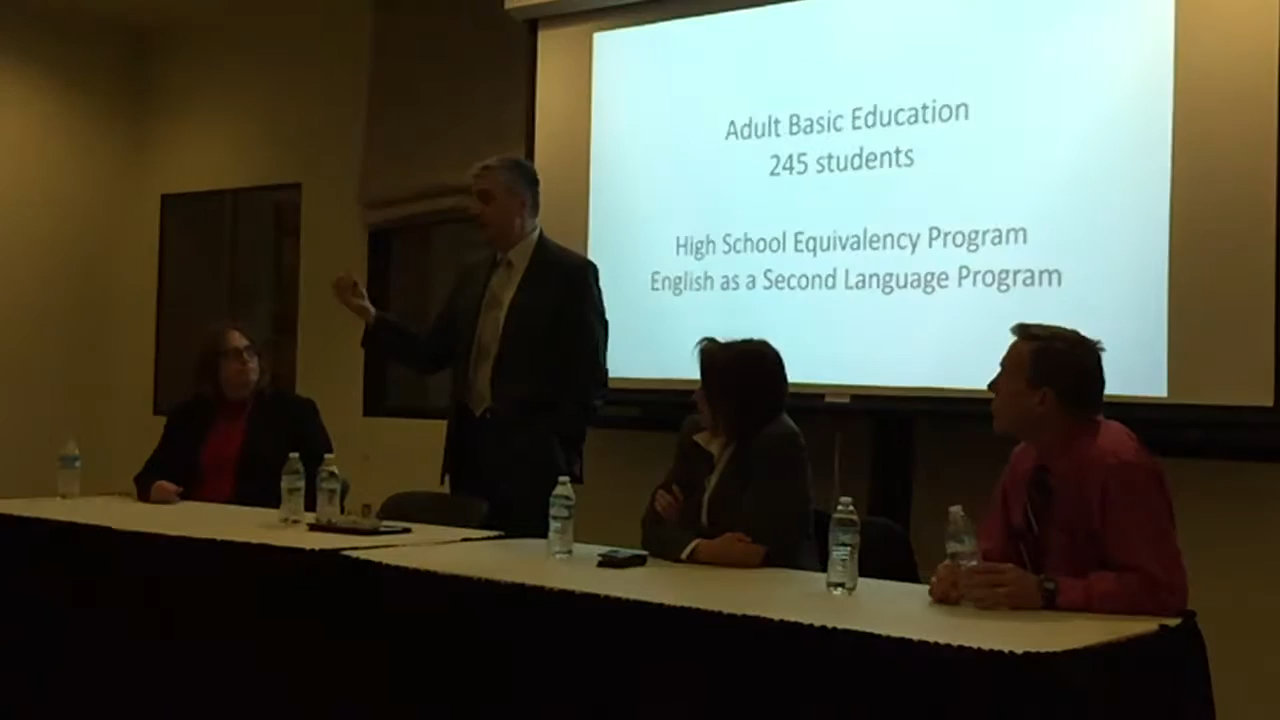 Adult Basic Education
245 students
High School Equivalency Program
English as a Second Language Program